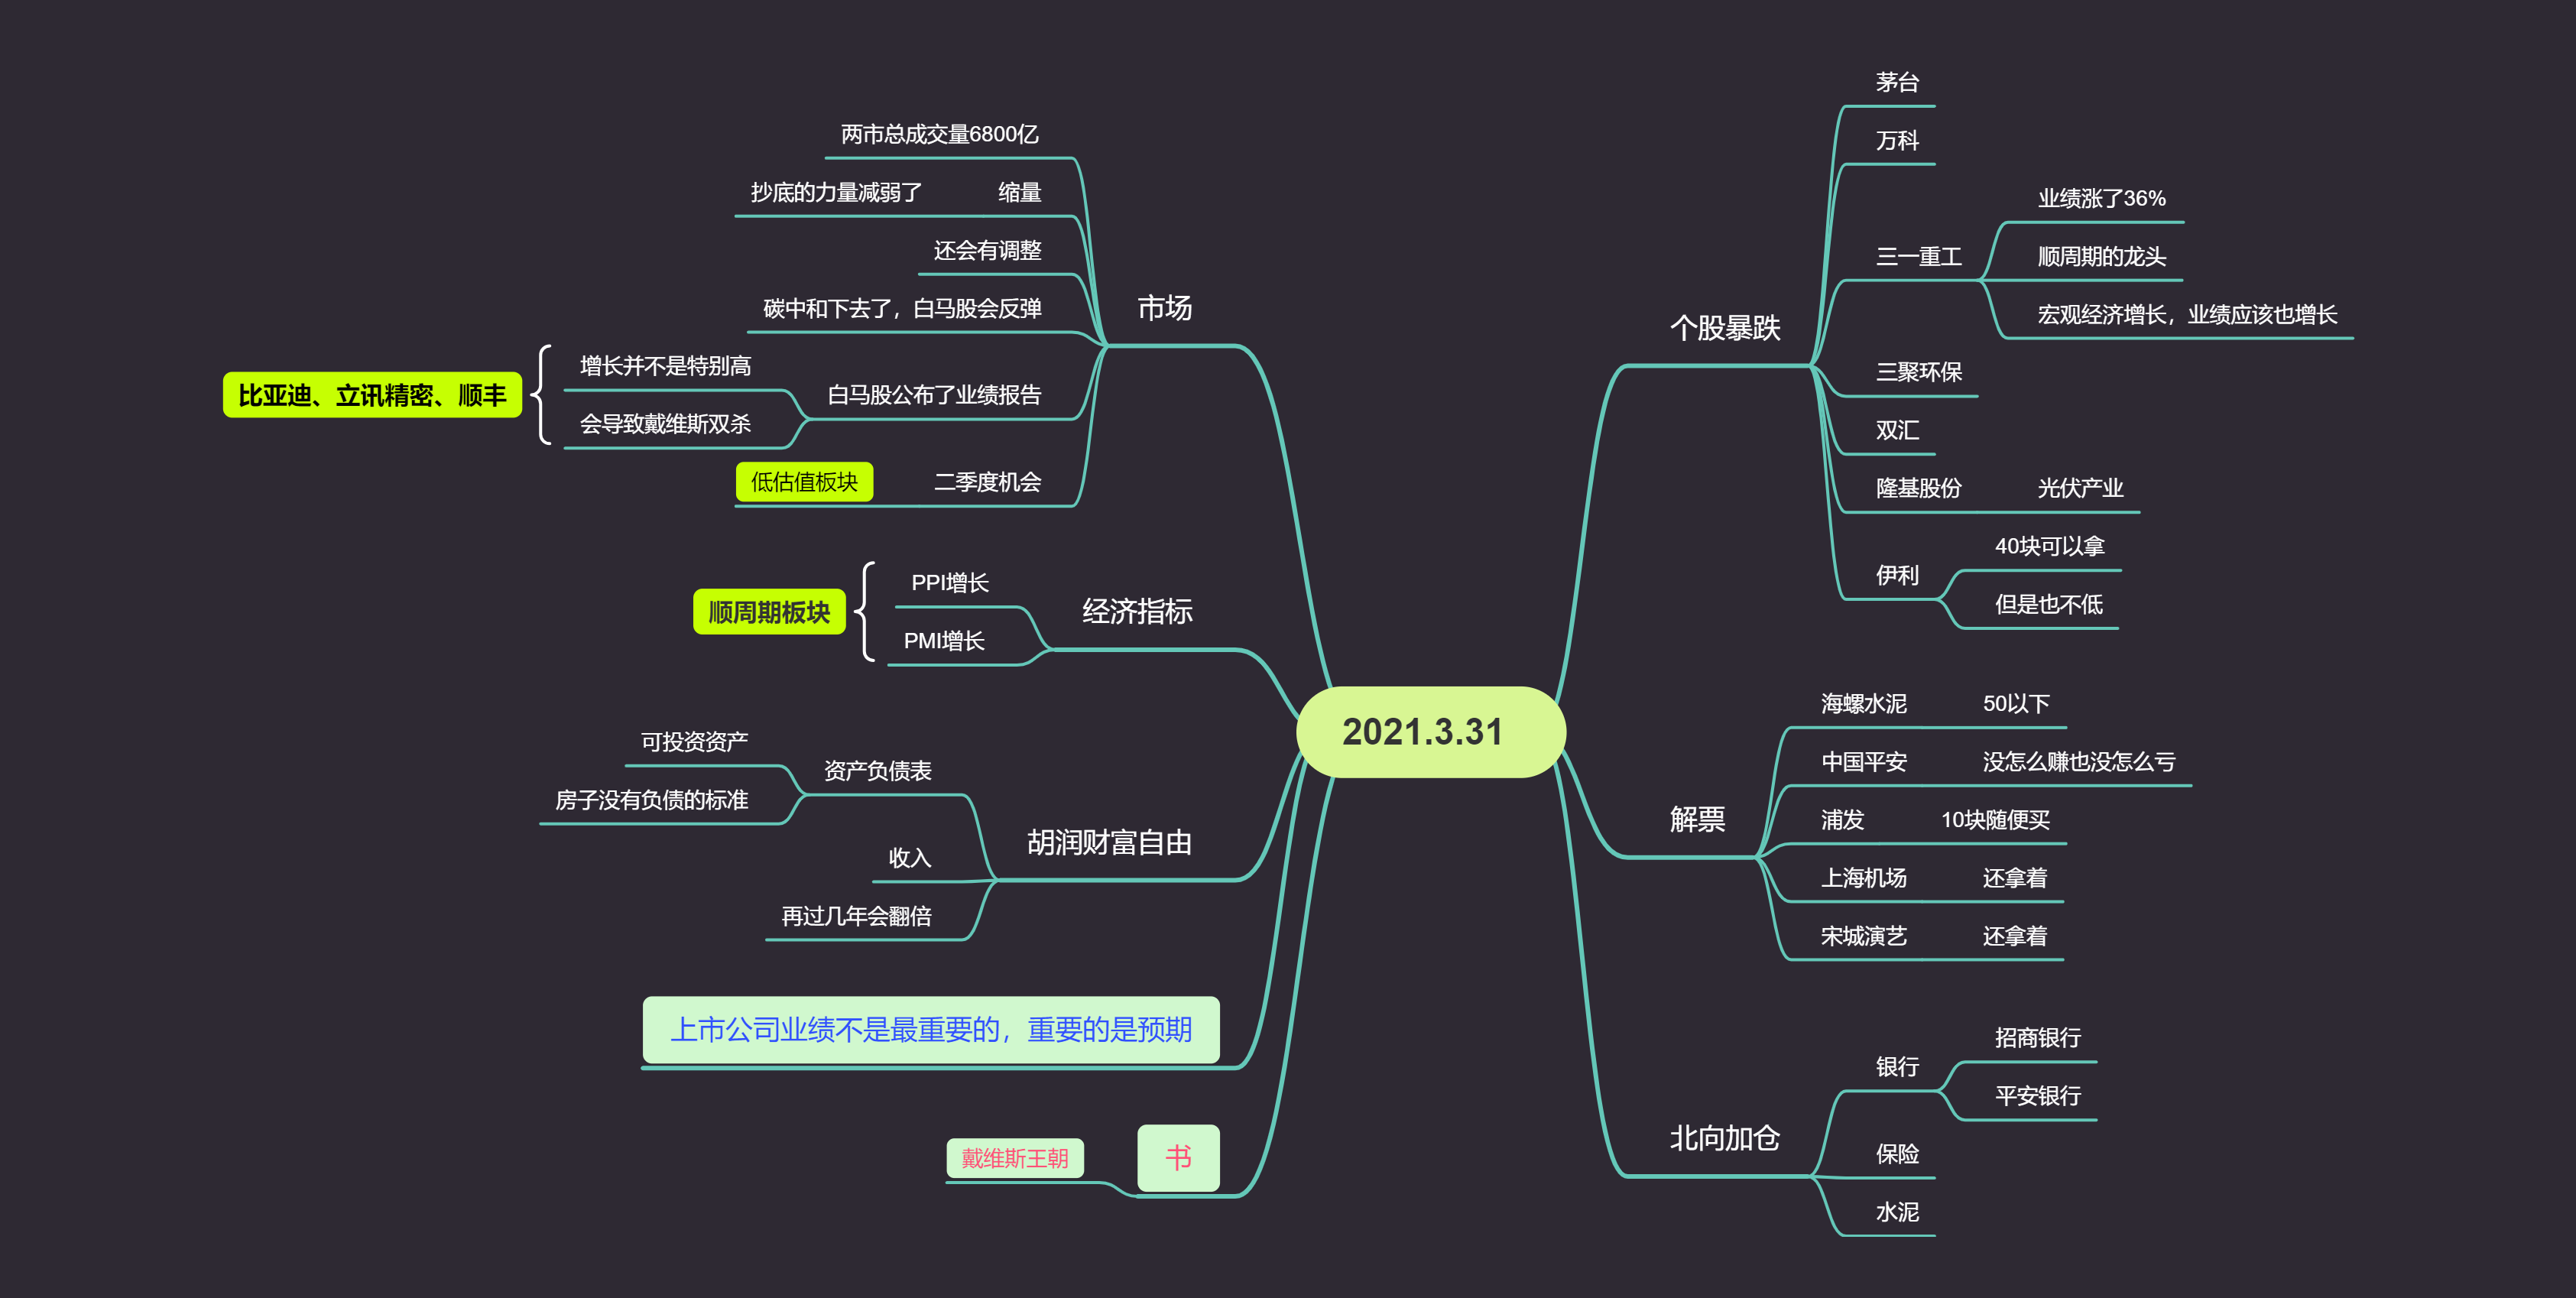 2021.3.31
个股暴跌
茅台
万科
三一重工
业绩涨了36%
顺周期的龙头
宏观经济增长，业绩应该也增长
三聚环保
双汇
隆基股份
光伏产业
伊利
40块可以拿
但是也不低
解票
海螺水泥
50以下
中国平安
没怎么赚也没怎么亏
浦发
10块随便买
上海机场
还拿着
宋城演艺
还拿着
北向加仓
银行
招商银行
平安银行
保险
水泥
市场
两市总成交量6800亿
缩量
抄底的力量减弱了
还会有调整
碳中和下去了，白马股会反弹
白马股公布了业绩报告
增长并不是特别高
会导致戴维斯双杀
比亚迪、立讯精密、顺丰
二季度机会
低估值板块
经济指标
PPI增长
PMI增长
顺周期板块
胡润财富自由
资产负债表
可投资资产
房子没有负债的标准
收入
再过几年会翻倍
上市公司业绩不是最重要的，重要的是预期
书
戴维斯王朝